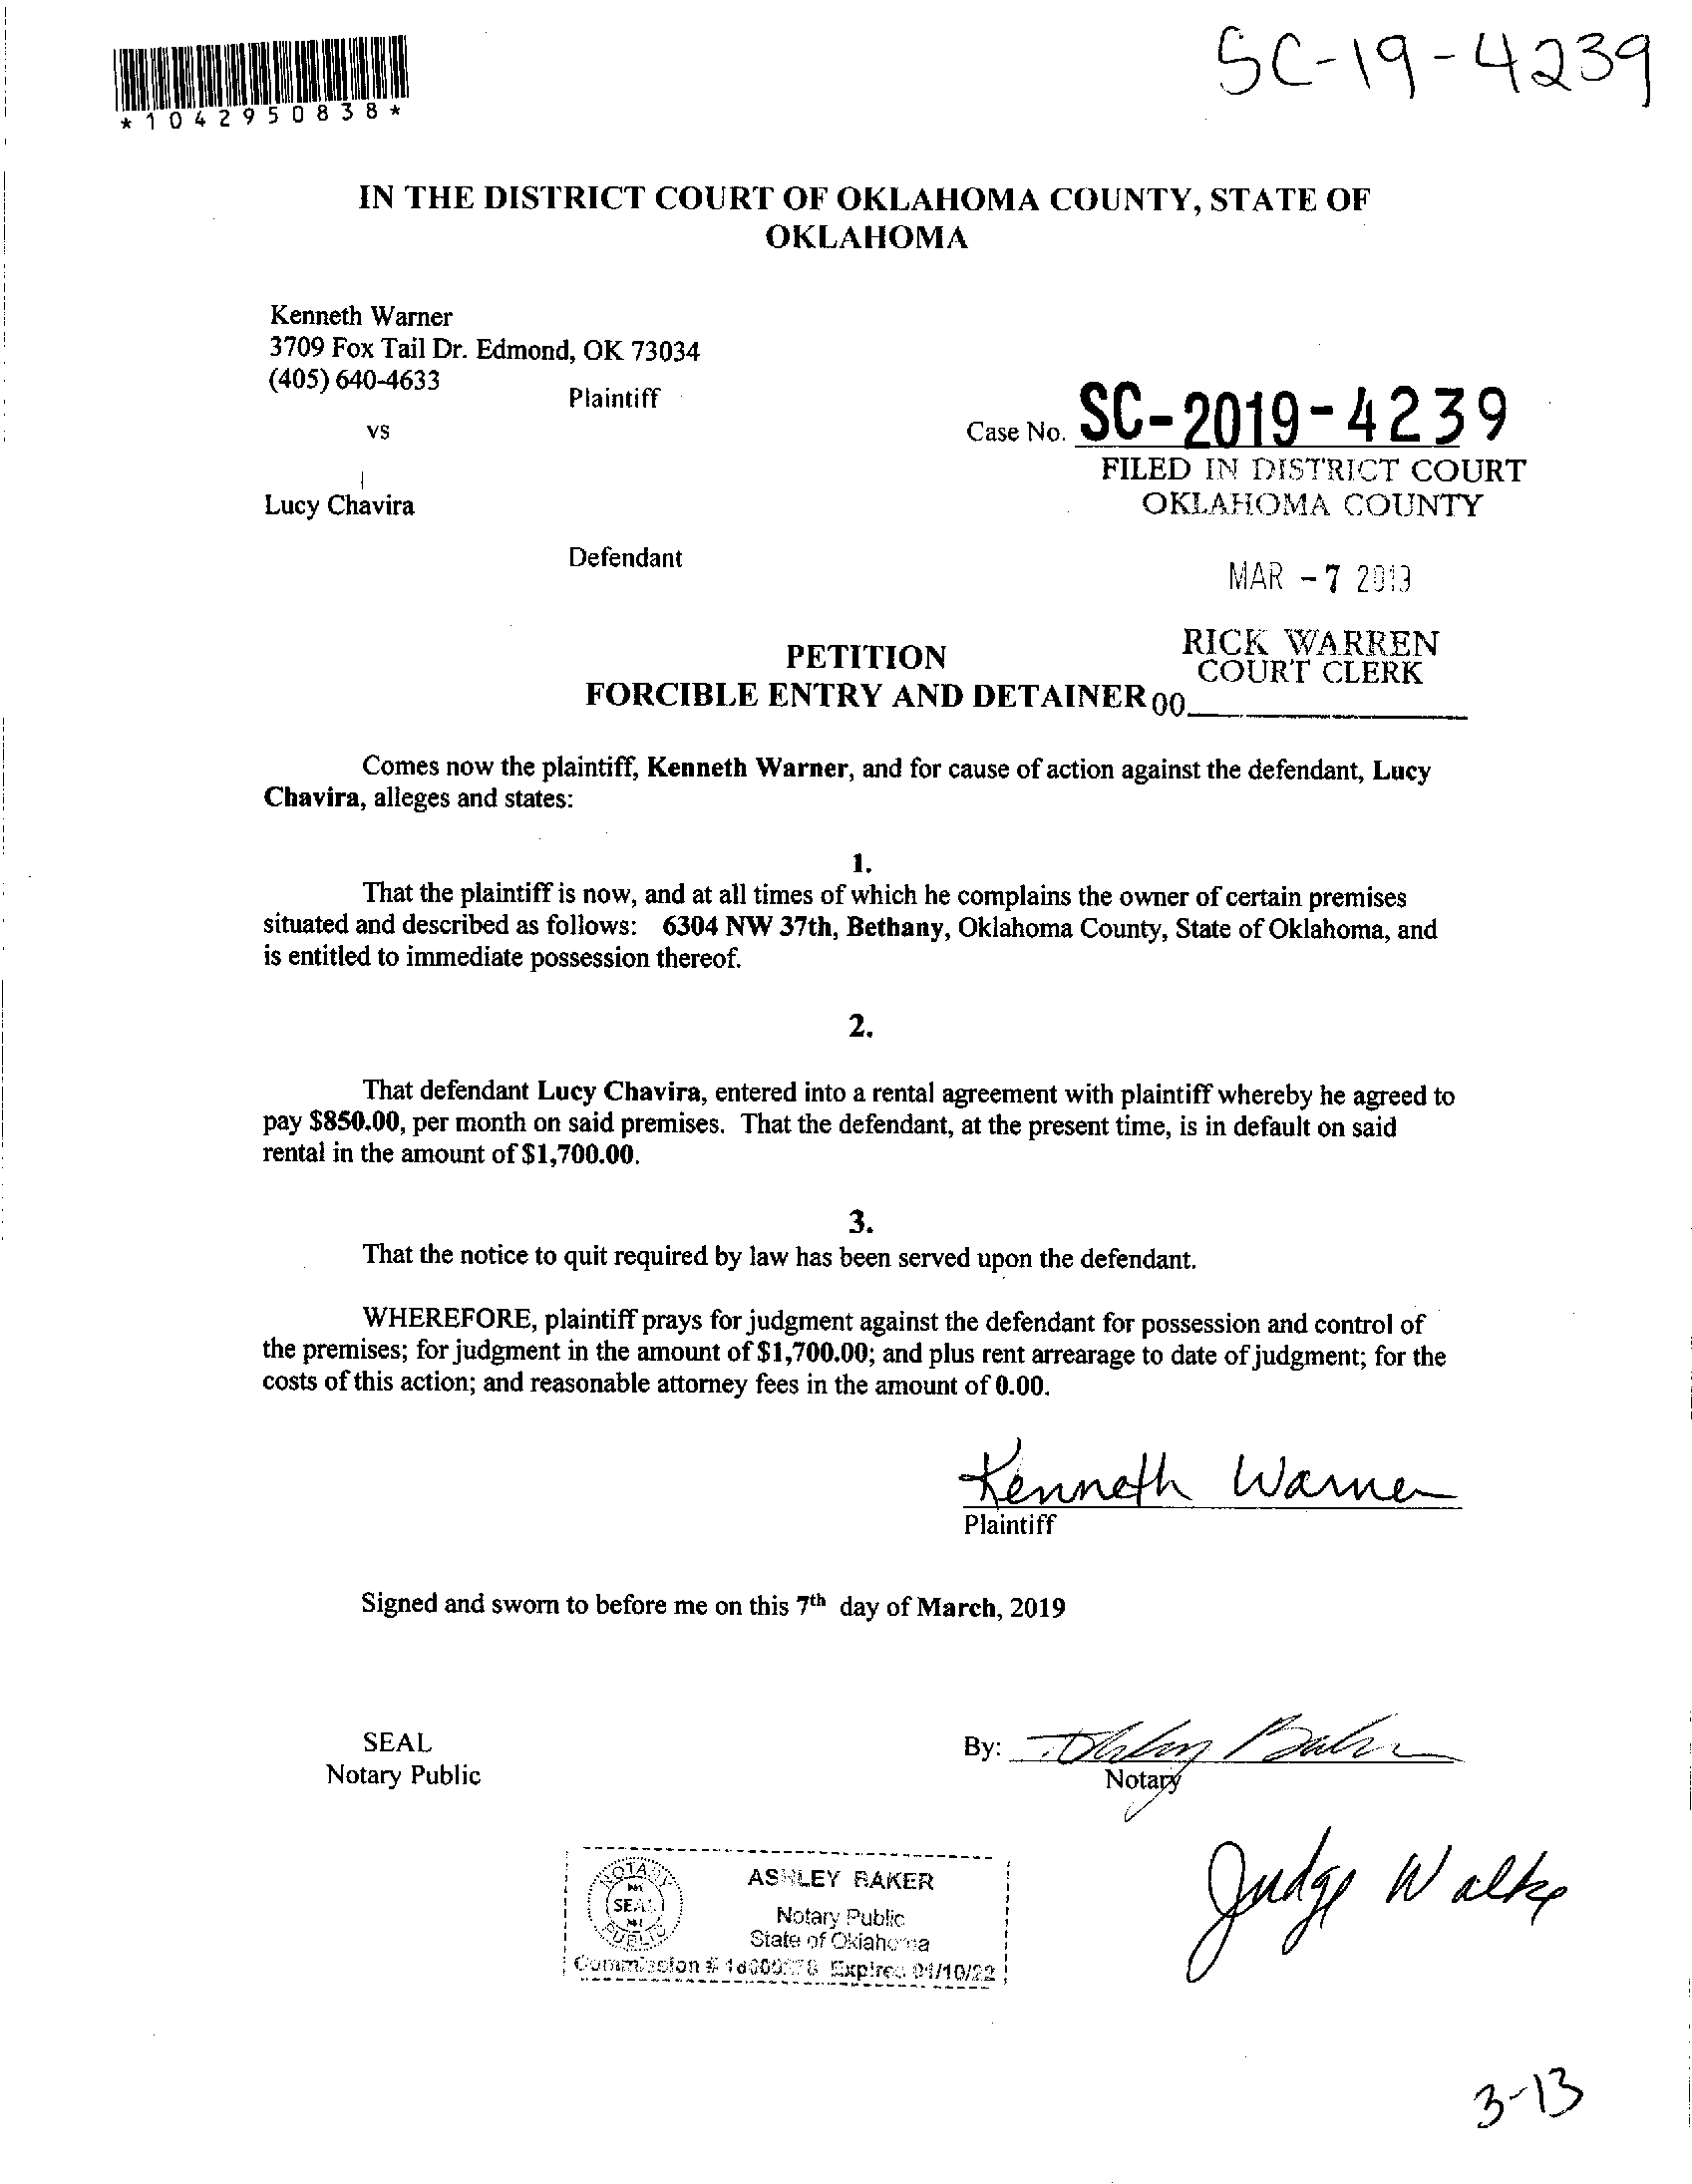 SC-19-4239
*1042950838*
IN THE DISTRICT COURT OF OKLAHOMA COUNTY, STATE OF
OKLAHOMA
Kenneth Warner
3709 Fox Tail Dr. Edmond, OK 73034
(405) 640-4633
Plaintiff
vs
Case No. SC-2019-4239
FILED IN DISTRICT COURT
Lucy Chavira
OKLAHOMA COUNTY
Defendant
MAR -7 2019
RICK WARREN
PETITION
COURT CLERK
FORCIBLE ENTRY AND DETAINER 00
Comes now the plaintiff, Kenneth Warner, and for cause of action against the defendant, Lucy
Chavira, alleges and states:
1.
That the plaintiff is now, and at all times of which he complains the owner of certain premises
situated and described as follows: 6304 NW 37th, Bethany, Oklahoma County, State of Oklahoma, and
is entitled to immediate possession thereof.
2.
That defendant Lucy Chavira, entered into a rental agreement with plaintiff whereby he agreed to
pay $850.00, per month on said premises. That the defendant, at the present time, is in default on said
rental in the amount of $1,700.00.
3.
That the notice to quit required by law has been served upon the defendant.
WHEREFORE, plaintiff prays for judgment against the defendant for possession and control of
the premises; for judgment in the amount of $1,700.00; and plus rent arrearage to date of judgment; for the
costs of this action; and reasonable attorney fees in the amount of 0.00.
Kenneth Warner
Plaintiff
Signed and sworn to before me on this 7th day of March, 2019
SEAL
By: Ashley Baker
Notary Public
Notary
NOTARY
SEAL
PUBLIC
ASHLEY BAKER
Notary Public
State of Oklahoma
Commission # Expires 01/10/22
Judge Walke
3-13